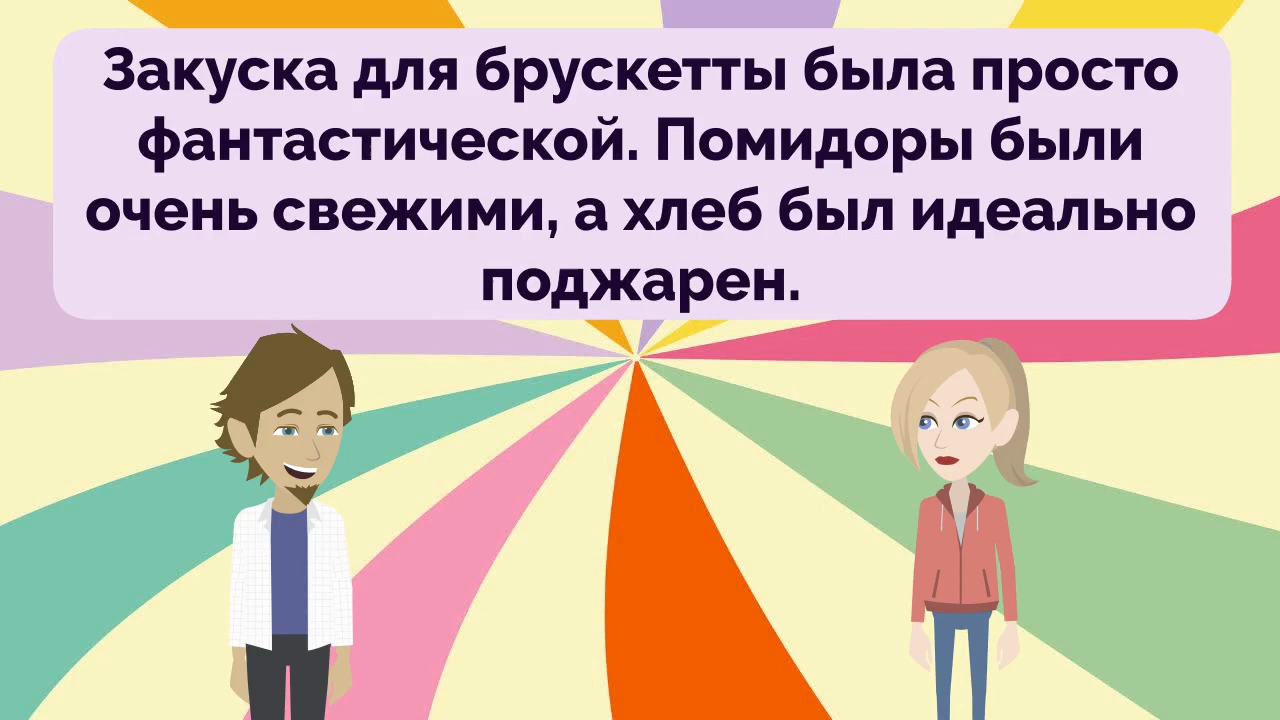 Закуска для брускетты была просто
фантастической. Помидоры были
очень свежими, а хлеб был идеально
поджарен.